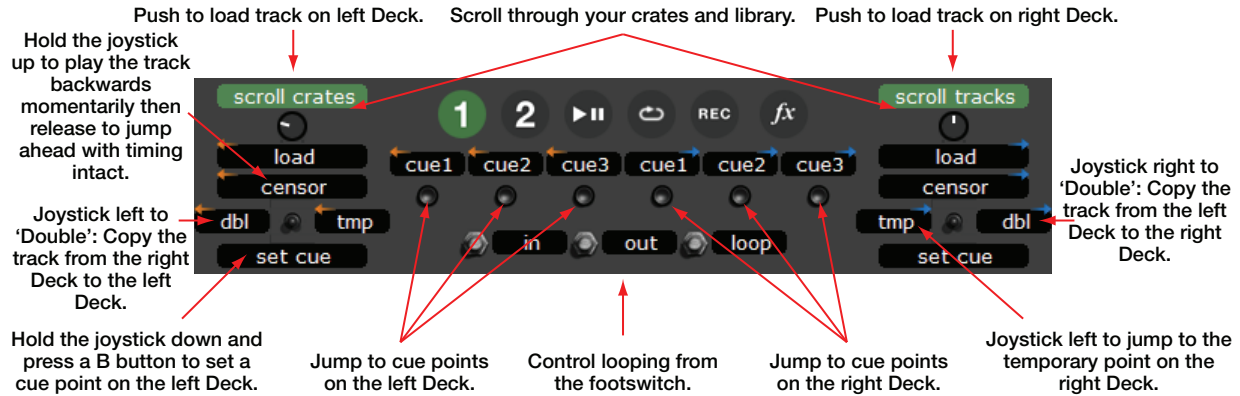 Push to load track on left Deck.
Scroll through your crates and library.
Push to load track on right Deck.
Hold the joystick
up to play the track
backwards
momentarily then
release to jump
ahead with timing
intact.
scroll crates
1 2 REC fx
scroll tracks
load
cue1 cue2 cue3 cue1 cue2 cue3
load
censor
censor
dbl tmp
in out loop
tmp dbl
set cue
set cue
Joystick left to
‘Double’: Copy the
track from the right
Deck to the left
Deck.
Joystick right to
‘Double’: Copy the
track from the left
Deck to the right
Deck.
Hold the joystick down and
press a B button to set a
cue point on the left Deck.
Jump to cue points
on the left Deck.
Control looping from
the footswitch.
Jump to cue points
on the right Deck.
Joystick left to jump to the
temporary point on the
right Deck.